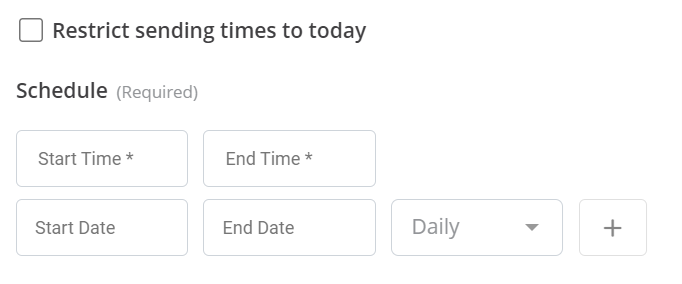 Restrict sending times to today
Schedule (Required)
Start Time * End Time *
Start Date End Date Daily +